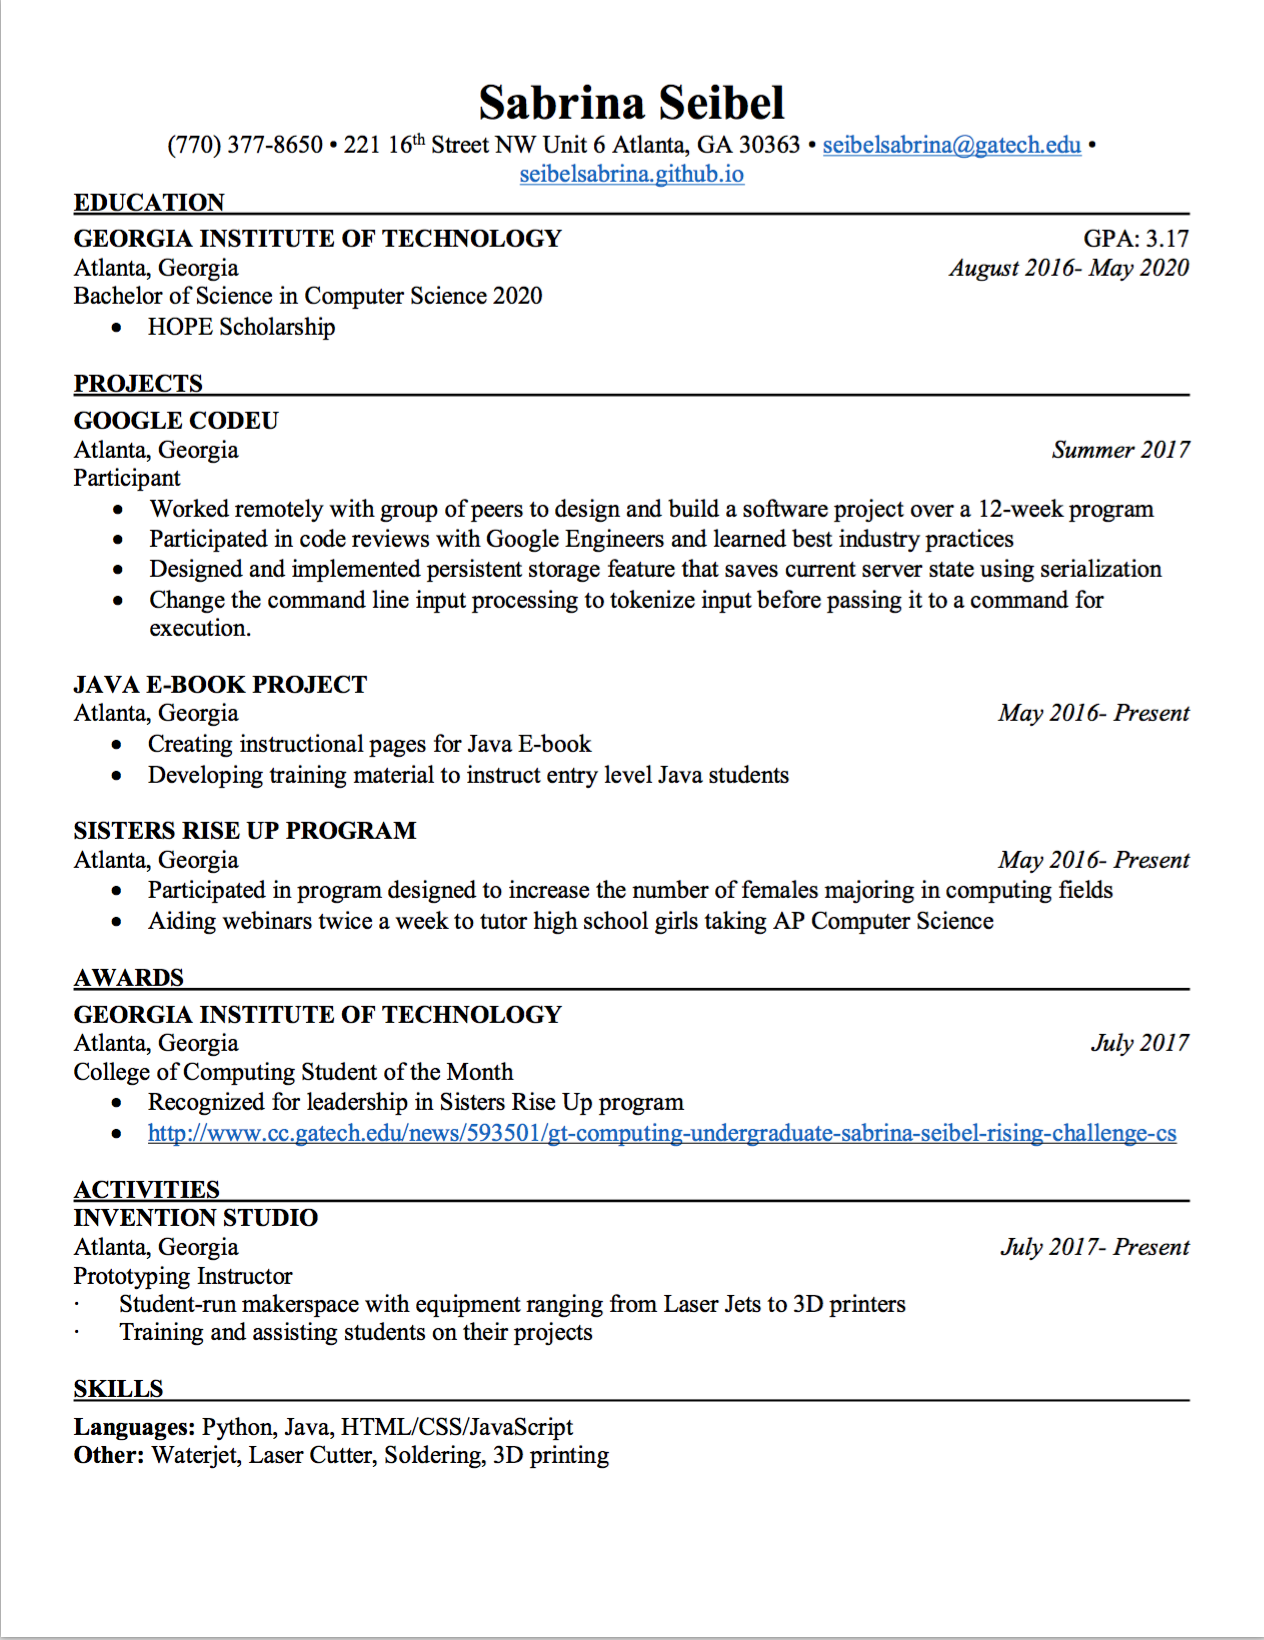 Sabrina Seibel
(770) 377-8650 • 221 16th Street NW Unit 6 Atlanta, GA 30363 • seibelsabrina@gatech.edu •
seibelsabrina.github.io
EDUCATION
GEORGIA INSTITUTE OF TECHNOLOGY GPA: 3.17
Atlanta, Georgia August 2016- May 2020
Bachelor of Science in Computer Science 2020
• HOPE Scholarship
PROJECTS
GOOGLE CODEU
Atlanta, Georgia Summer 2017
Participant
• Worked remotely with group of peers to design and build a software project over a 12-week program
• Participated in code reviews with Google Engineers and learned best industry practices
• Designed and implemented persistent storage feature that saves current server state using serialization
• Change the command line input processing to tokenize input before passing it to a command for
execution.
JAVA E-BOOK PROJECT
Atlanta, Georgia May 2016- Present
• Creating instructional pages for Java E-book
• Developing training material to instruct entry level Java students
SISTERS RISE UP PROGRAM
Atlanta, Georgia May 2016- Present
• Participated in program designed to increase the number of females majoring in computing fields
• Aiding webinars twice a week to tutor high school girls taking AP Computer Science
AWARDS
GEORGIA INSTITUTE OF TECHNOLOGY
Atlanta, Georgia July 2017
College of Computing Student of the Month
• Recognized for leadership in Sisters Rise Up program
• http://www.cc.gatech.edu/news/593501/gt-computing-undergraduate-sabrina-seibel-rising-challenge-cs
ACTIVITIES
INVENTION STUDIO
Atlanta, Georgia July 2017- Present
Prototyping Instructor
· Student-run makerspace with equipment ranging from Laser Jets to 3D printers
· Training and assisting students on their projects
SKILLS
Languages: Python, Java, HTML/CSS/JavaScript
Other: Waterjet, Laser Cutter, Soldering, 3D printing